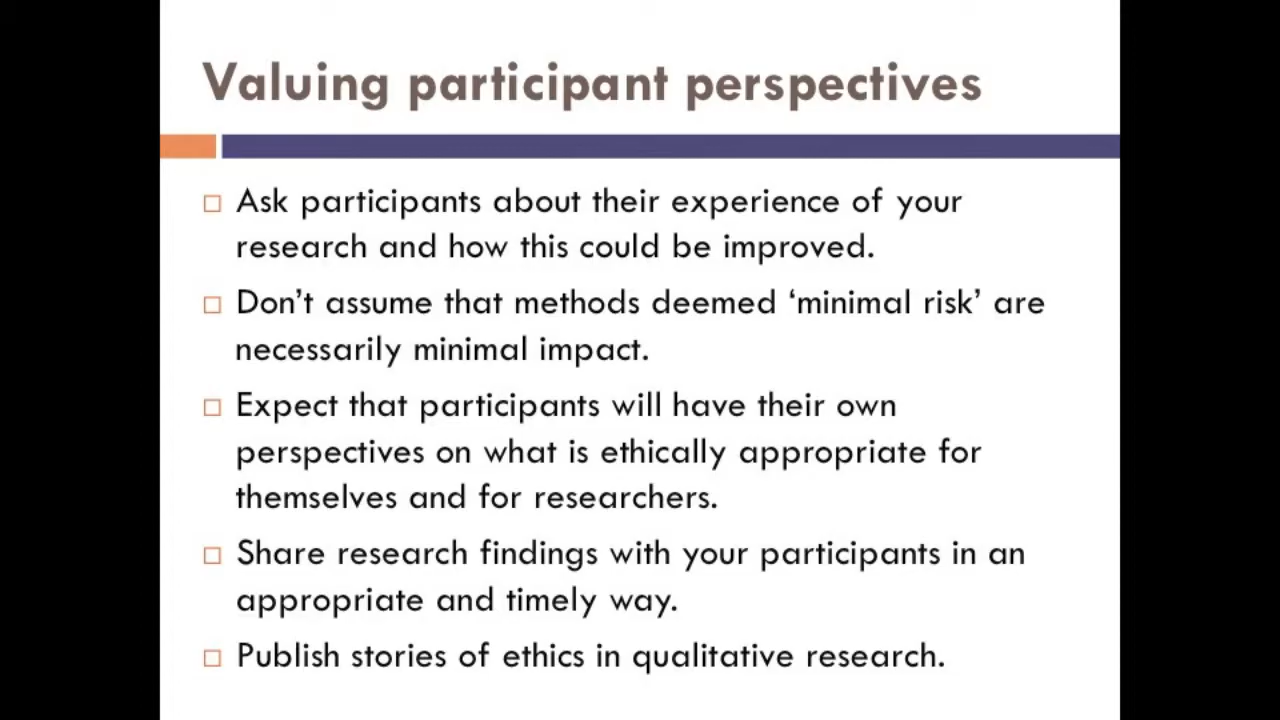 Valuing participant perspectives
Ask participants about their experience of your
research and how this could be improved.
Don’t assume that methods deemed ‘minimal risk’ are
necessarily minimal impact.
Expect that participants will have their own
perspectives on what is ethically appropriate for
themselves and for researchers.
Share research findings with your participants in an
appropriate and timely way.
Publish stories of ethics in qualitative research.